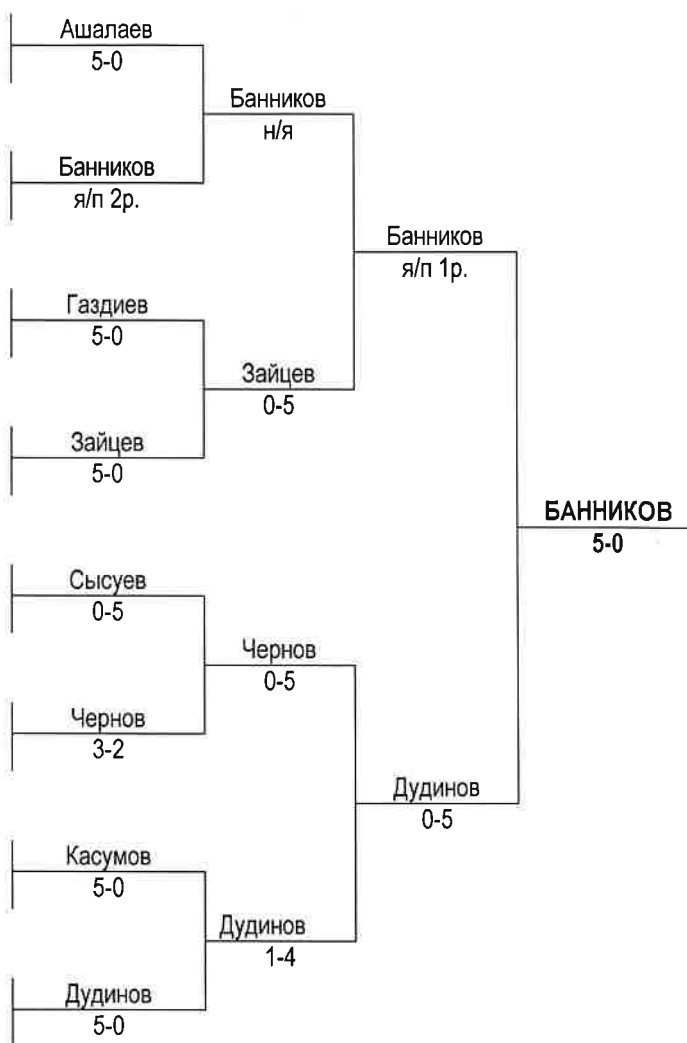 Ашалаев
5-0
Банников
н/я
Банников
я/п 2р.
Банников
я/п 1р.
Газдиев
5-0
Зайцев
0-5
Зайцев
5-0
БАННИКОВ
5-0
Сысуев
0-5
Чернов
0-5
Чернов
3-2
Дудинов
0-5
Касумов
5-0
Дудинов
1-4
Дудинов
5-0